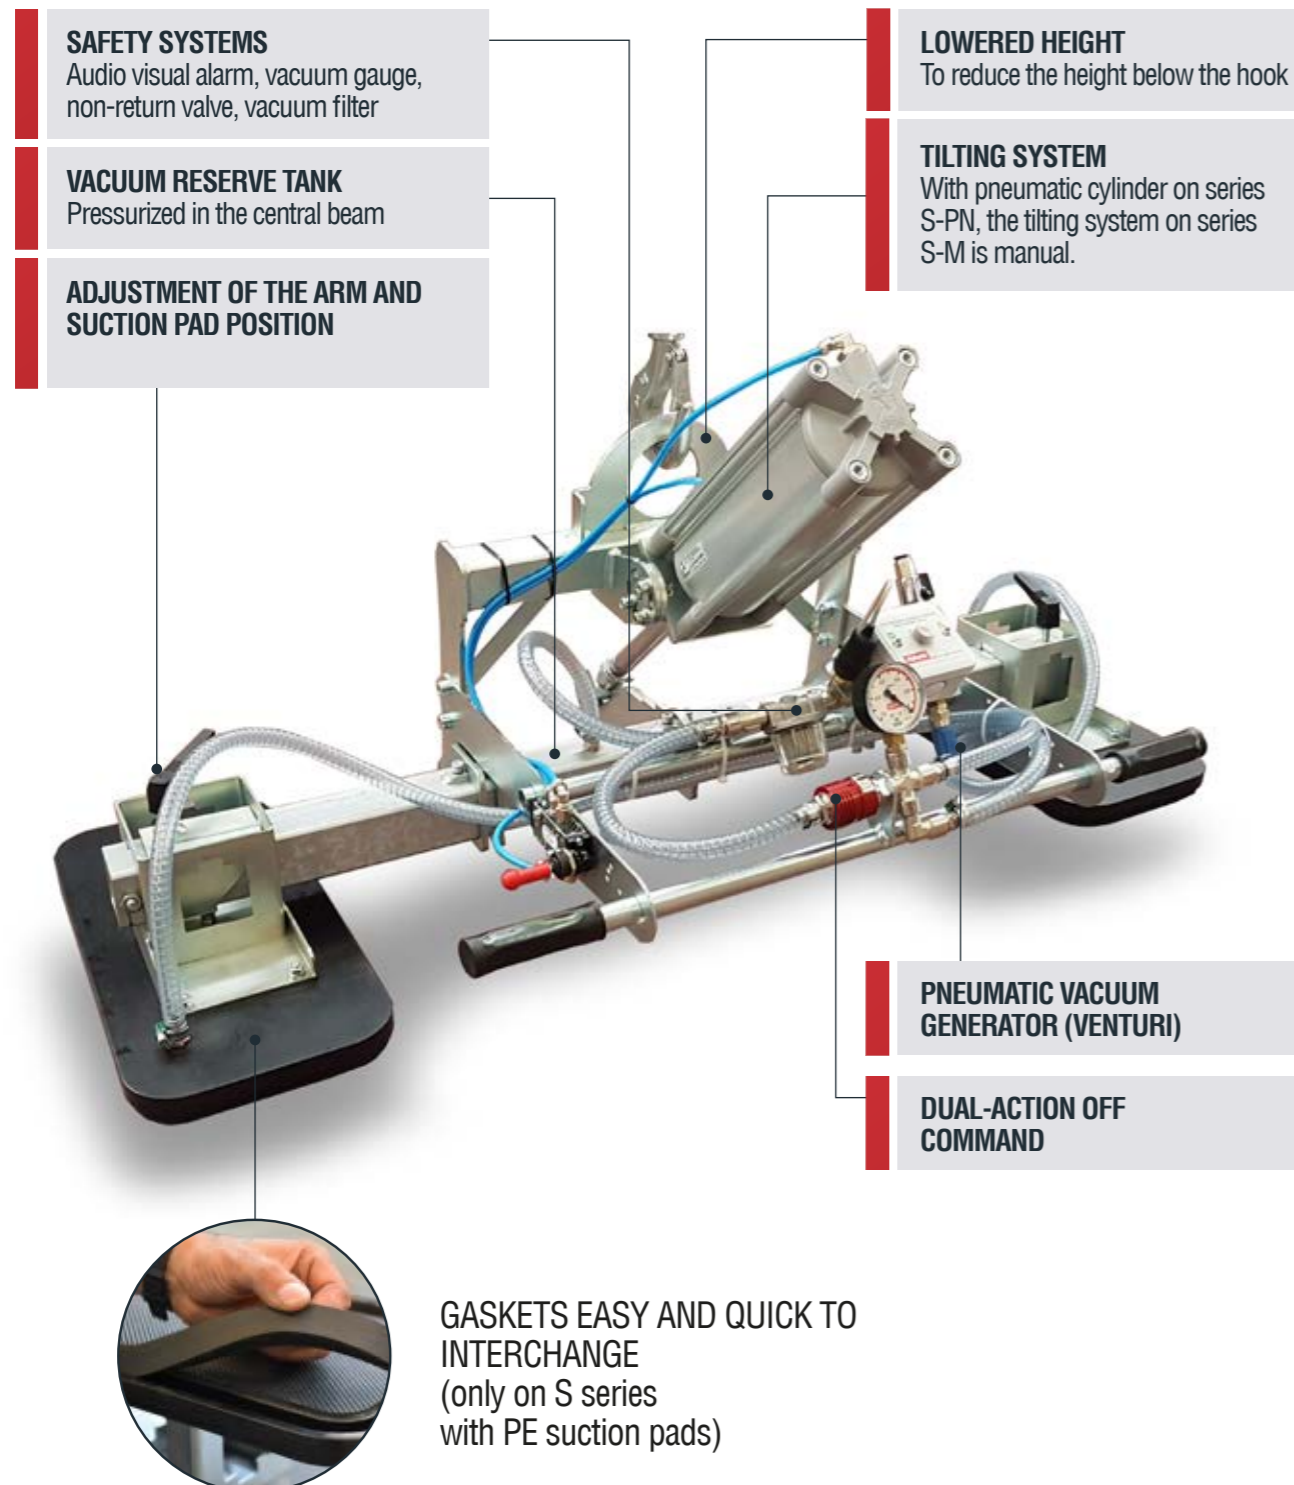 SAFETY SYSTEMS
Audio visual alarm, vacuum gauge,
non-return valve, vacuum filter
VACUUM RESERVE TANK
Pressurized in the central beam
ADJUSTMENT OF THE ARM AND
SUCTION PAD POSITION
LOWERED HEIGHT
To reduce the height below the hook
TILTING SYSTEM
With pneumatic cylinder on series
S-PN, the tilting system on series
S-M is manual.
PNEUMATIC VACUUM
GENERATOR (VENTURI)
DUAL-ACTION OFF
COMMAND
GASKETS EASY AND QUICK TO
INTERCHANGE
(only on S series
with PE suction pads)